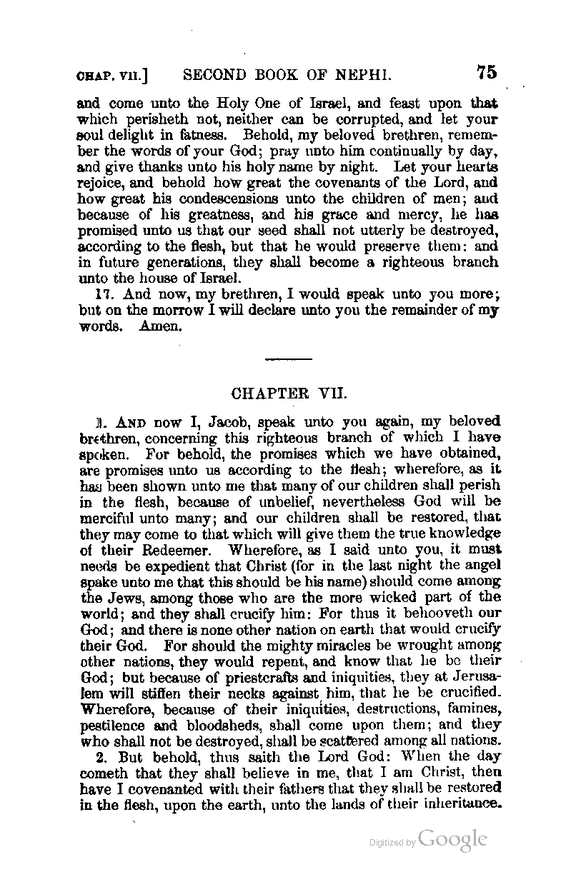 CHAP. VII.] SECOND BOOK OF NEPHI. 75
and come unto the Holy One of Israel, and feast upon that
which perisheth not, neither can be corrupted, and let your
soul delight in fatness. Behold, my beloved brethren, remem-
ber the words of your God; pray unto him continually by day,
and give thanks unto his holy name by night. Let your hearts
rejoice, and behold how great the covenants of the Lord, and
how great his condescensions unto the children of men; and
because of his greatness, and his grace and mercy, he has
promised unto us that our seed shall not utterly be destroyed,
according to the flesh, but that he would preserve them: and
in future generations, they shall become a righteous branch
unto the house of Israel.
17. And now, my brethren, I would speak unto you more;
but on the morrow I will declare unto you the remainder of my
words. Amen.
CHAPTER VII.
1. AND now I, Jacob, speak unto you again, my beloved
brethren, concerning this righteous branch of which I have
spoken. For behold, the promises which we have obtained,
are promises unto us according to the flesh; wherefore, as it
has been shown unto me that many of our children shall perish
in the flesh, because of unbelief, nevertheless God will be
merciful unto many; and our children shall be restored, that
they may come to that which will give them the true knowledge
of their Redeemer. Wherefore, as I said unto you, it must
needs be expedient that Christ (for in the last night the angel
spake unto me that this should be his name) should come among
the Jews, among those who are the more wicked part of the
world; and they shall crucify him: For thus it behooveth our
God; and there is none other nation on earth that would crucify
their God. For should the mighty miracles be wrought among
other nations, they would repent, and know that he be their
God; but because of priestcrafts and iniquities, they at Jerusa-
lem will stiffen their necks against him, that he be crucified.
Wherefore, because of their iniquities, destructions, famines,
pestilence and bloodsheds, shall come upon them; and they
who shall not be destroyed, shall be scattered among all nations.
2. But behold, thus saith the Lord God: When the day
cometh that they shall believe in me, that I am Christ, then
have I covenanted with their fathers that they shall be restored
in the flesh, upon the earth, unto the lands of their inheritance.
Digitized by Google